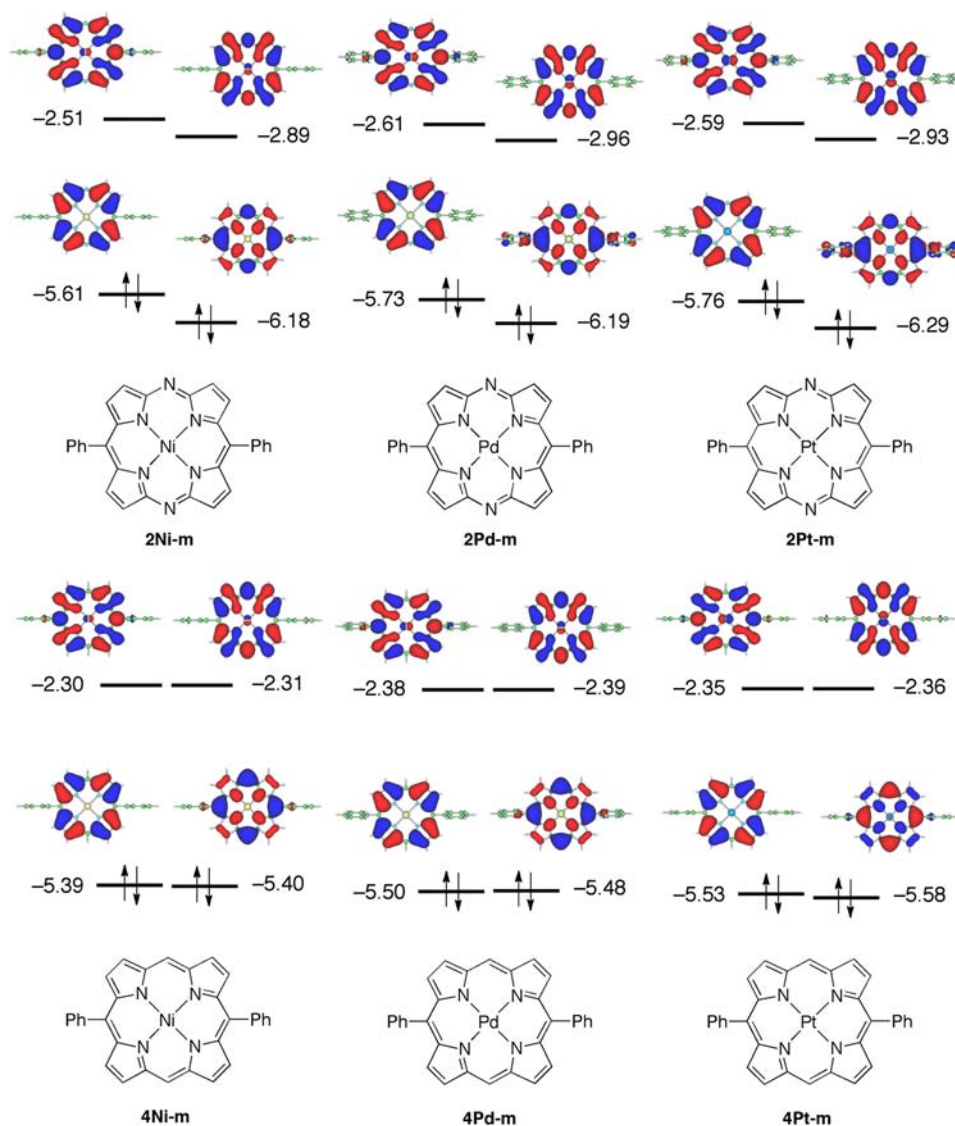 −2.51 −2.89 −2.61 −2.96 −2.59 −2.93
−5.61 −6.18 −5.73 −6.19 −5.76 −6.29
N N N
N N N N N N
Ph Ni Ph Ph Pd Ph Ph Pt Ph
N N N N N N
N N N
2Ni-m 2Pd-m 2Pt-m
−2.30 −2.31 −2.38 −2.39 −2.35 −2.36
−5.39 −5.40 −5.50 −5.48 −5.53 −5.58
N N N N N N
Ph Ni Ph Ph Pd Ph Ph Pt Ph
N N N N N N
4Ni-m 4Pd-m 4Pt-m